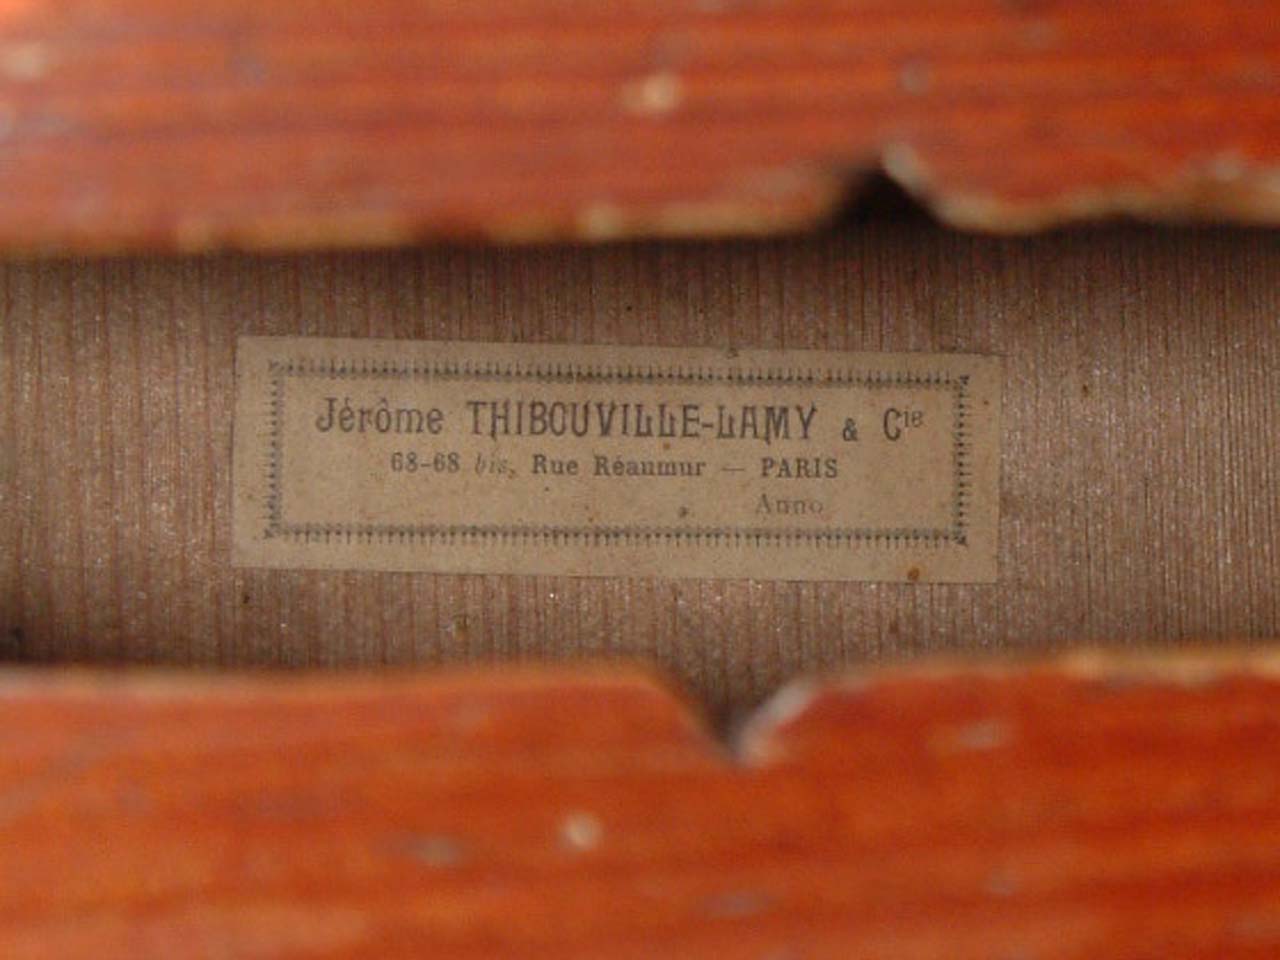 Jérôme THIBOUVILLE-LAMY & Cie
68-68 bis, Rue Réaumur — PARIS
Anno